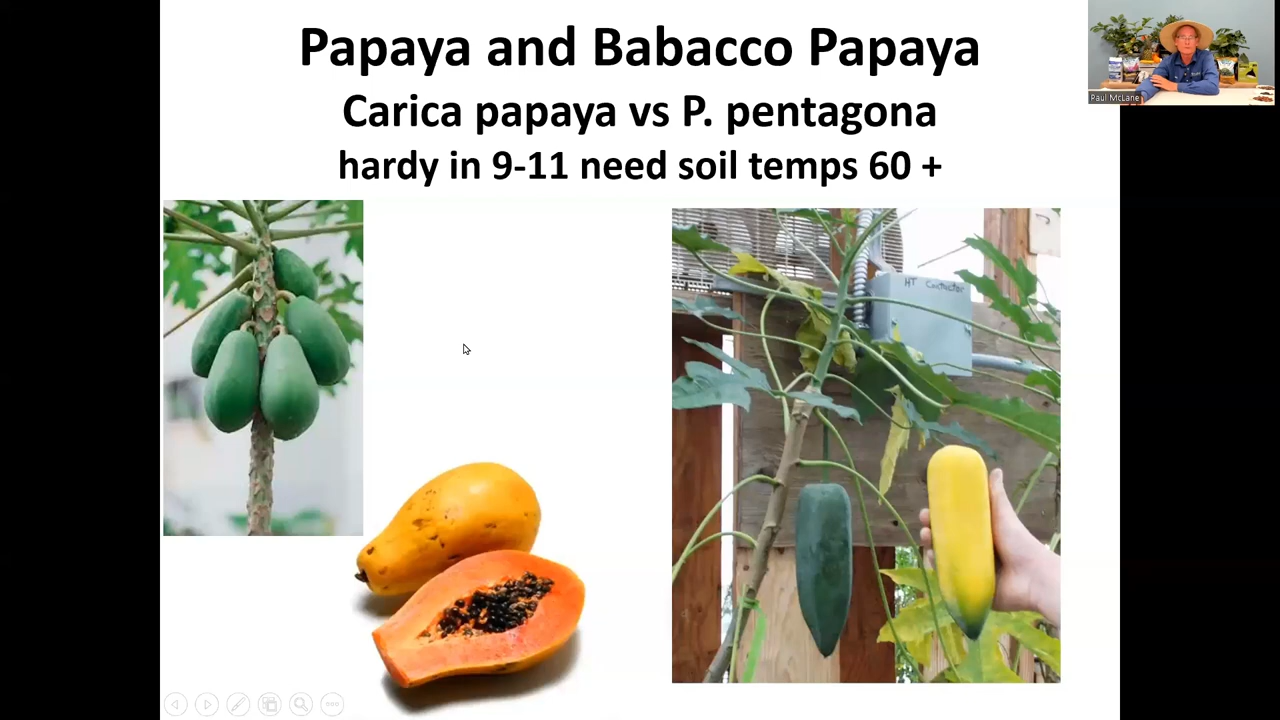 Papaya and Babacco Papaya
Carica papaya vs P. pentagona
hardy in 9-11 need soil temps 60 +
Paul McLane
HT Contactor